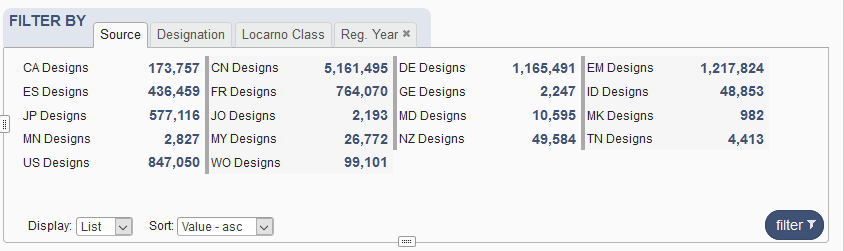 FILTER BY
Source Designation Locarno Class Reg. Year ×
CA Designs 173,757 CN Designs 5,161,495 DE Designs 1,165,491 EM Designs 1,217,824
ES Designs 436,459 FR Designs 764,070 GE Designs 2,247 ID Designs 48,853
JP Designs 577,116 JO Designs 2,193 MD Designs 10,595 MK Designs 982
MN Designs 2,827 MY Designs 26,772 NZ Designs 49,584 TN Designs 4,413
US Designs 847,050 WO Designs 99,101
Display: List Sort: Value - asc filter